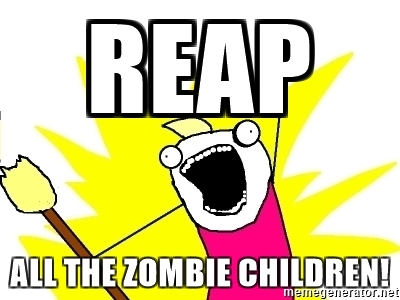 REAP
ALL THE ZOMBIE CHILDREN!
memegenerator.net